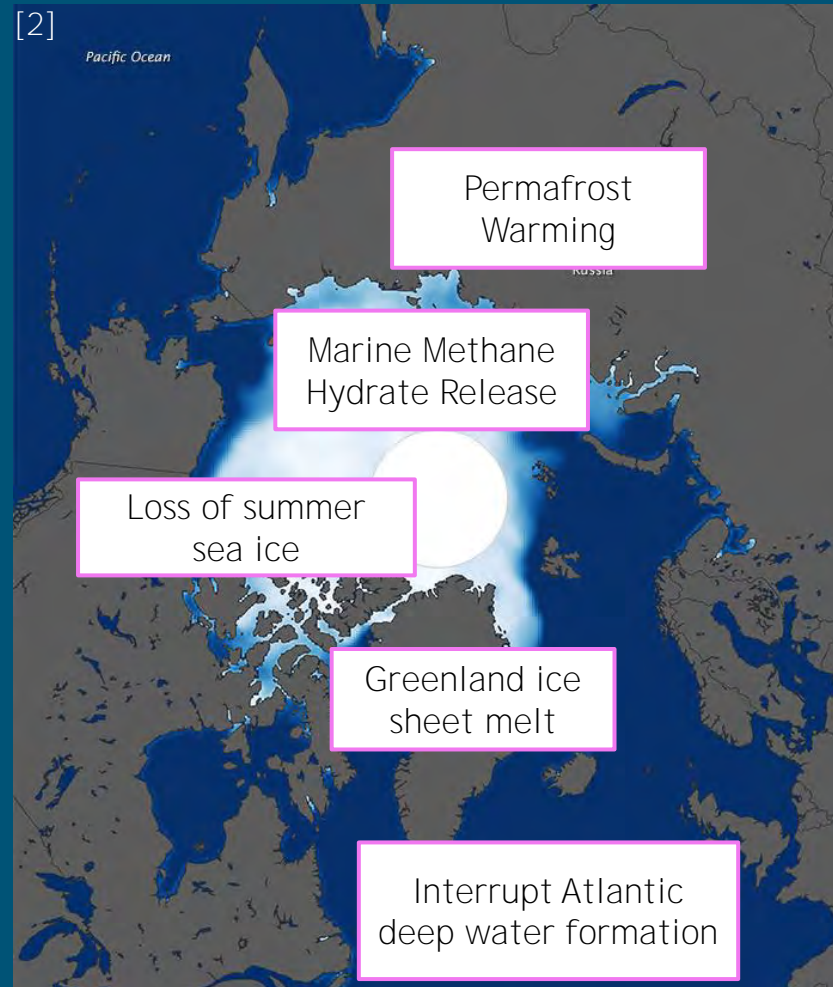 [2]
Pacific Ocean
Permafrost
Warming
Russia
Marine Methane
Hydrate Release
Loss of summer
sea ice
Greenland ice
sheet melt
Interrupt Atlantic
deep water formation